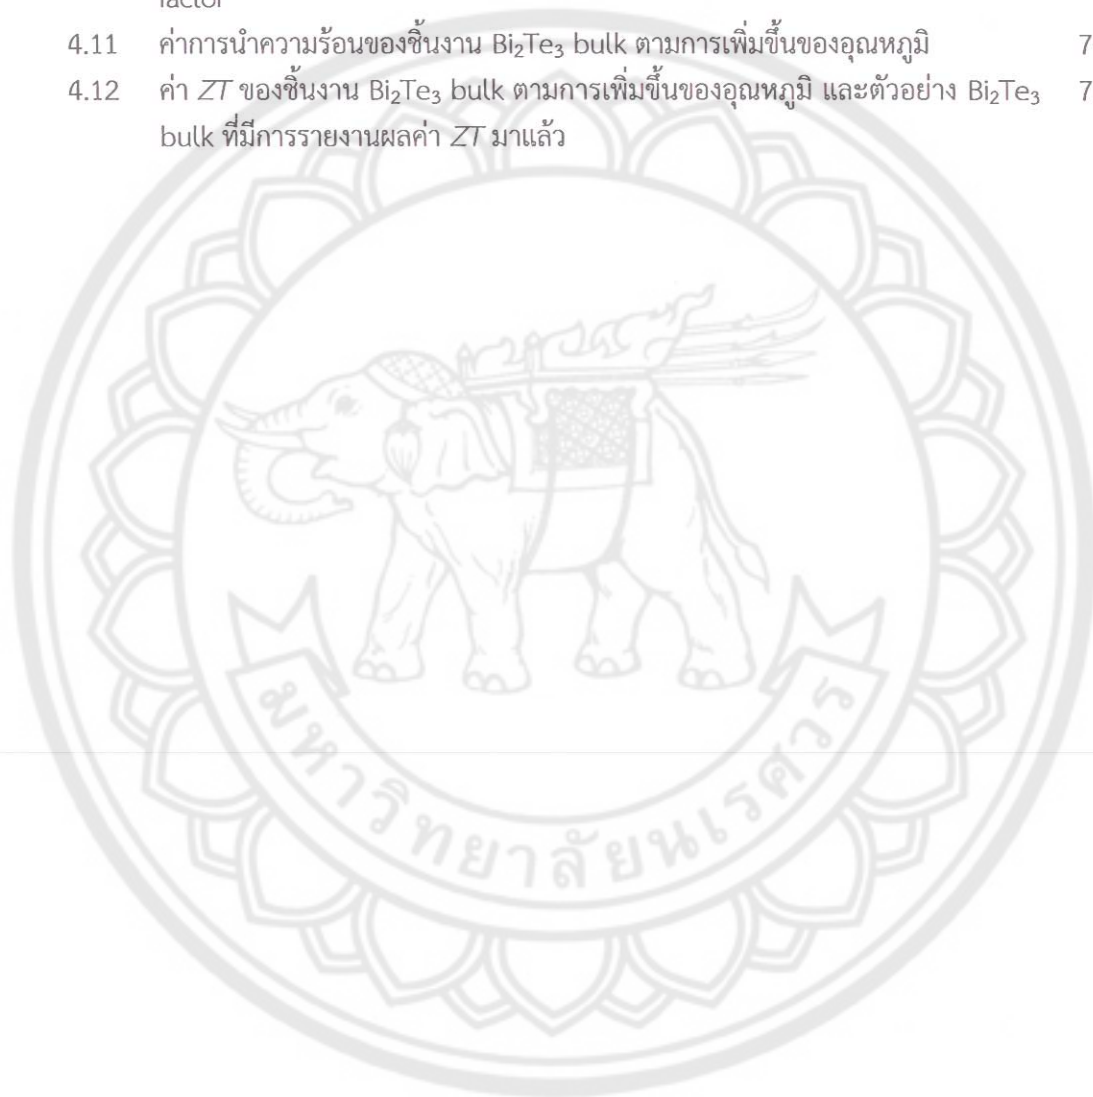 factor
4.11 ค่าการนำความร้อนของชิ้นงาน Bi₂Te₃ bulk ตามการเพิ่มขึ้นของอุณหภูมิ 7
4.12 ค่า ZT ของชิ้นงาน Bi₂Te₃ bulk ตามการเพิ่มขึ้นของอุณหภูมิ และตัวอย่าง Bi₂Te₃ 7
bulk ที่มีการรายงานผลค่า ZT มาแล้ว
มหาวิทยาลัยนเรศวร